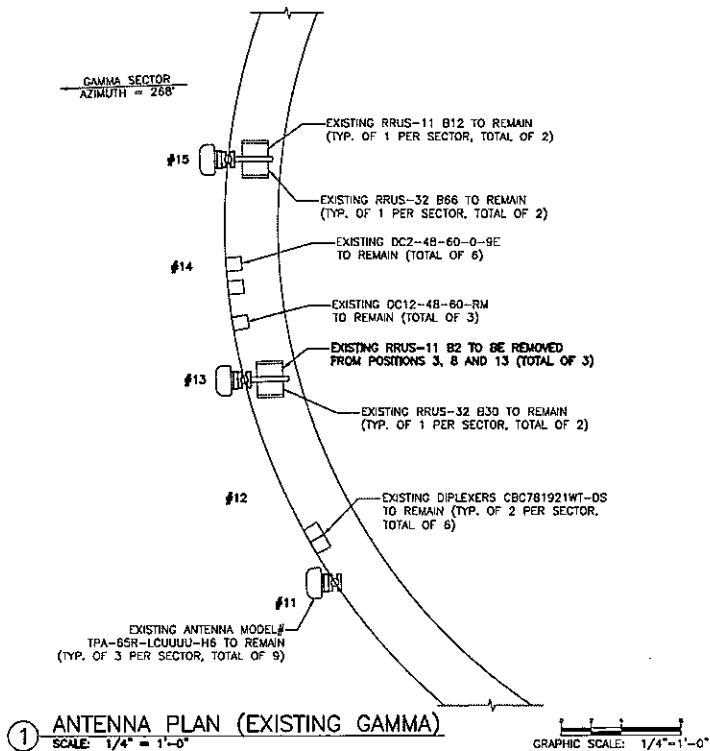 GAMMA SECTOR
AZIMUTH = 268°
EXISTING RRUS-11 B12 TO REMAIN
(TYP. OF 1 PER SECTOR, TOTAL OF 2)
#15
EXISTING RRUS-32 B66 TO REMAIN
(TYP. OF 1 PER SECTOR, TOTAL OF 2)
EXISTING DC2-48-60-0-9E
TO REMAIN (TOTAL OF 6)
#14
EXISTING DC12-48-60-RM
TO REMAIN (TOTAL OF 3)
EXISTING RRUS-11 B2 TO BE REMOVED
FROM POSITIONS 3, 8 AND 13 (TOTAL OF 3)
#13
EXISTING RRUS-32 B30 TO REMAIN
(TYP. OF 1 PER SECTOR, TOTAL OF 2)
#12
EXISTING DIPLEXERS CBC781921WT-DS
TO REMAIN (TYP. OF 2 PER SECTOR,
TOTAL OF 6)
#11
EXISTING ANTENNA MODEL#
TPA-65R-LCUUUU-H6 TO REMAIN
(TYP. OF 3 PER SECTOR, TOTAL OF 9)
1 ANTENNA PLAN (EXISTING GAMMA)
SCALE: 1/4" = 1'-0"
GRAPHIC SCALE: 1/4"=1'-0"